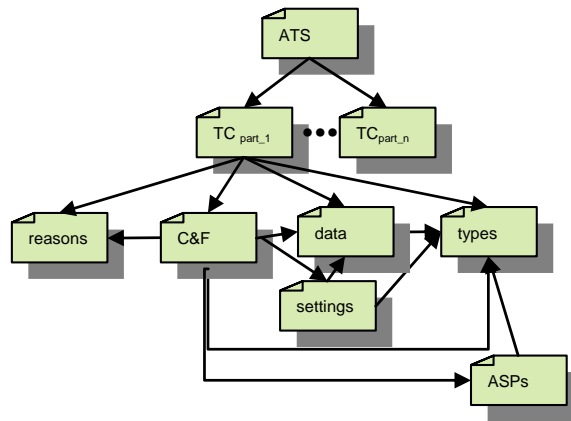 ATS
TC part_1
TCpart_n
reasons
C&F
data
types
settings
ASPs